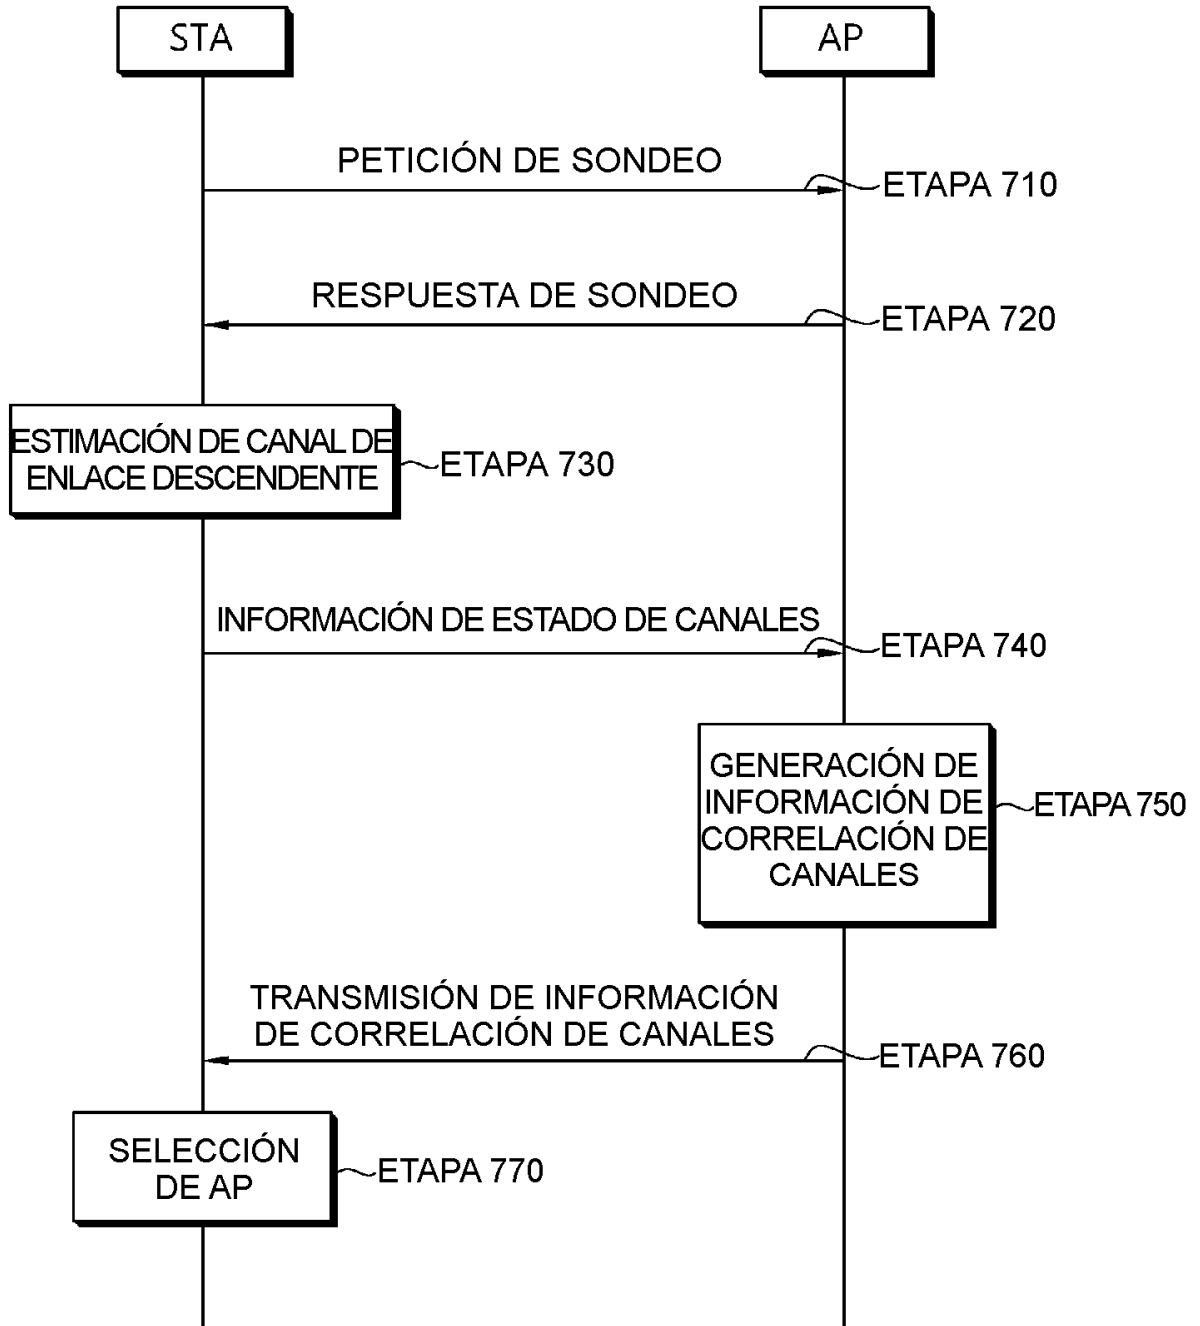 STA
AP
PETICIÓN DE SONDEO
ETAPA 710
RESPUESTA DE SONDEO
ETAPA 720
ESTIMACIÓN DE CANAL DE
ENLACE DESCENDENTE
ETAPA 730
INFORMACIÓN DE ESTADO DE CANALES
ETAPA 740
GENERACIÓN DE
INFORMACIÓN DE
CORRELACIÓN DE
CANALES
ETAPA 750
TRANSMISIÓN DE INFORMACIÓN
DE CORRELACIÓN DE CANALES
ETAPA 760
SELECCIÓN
DE AP
ETAPA 770